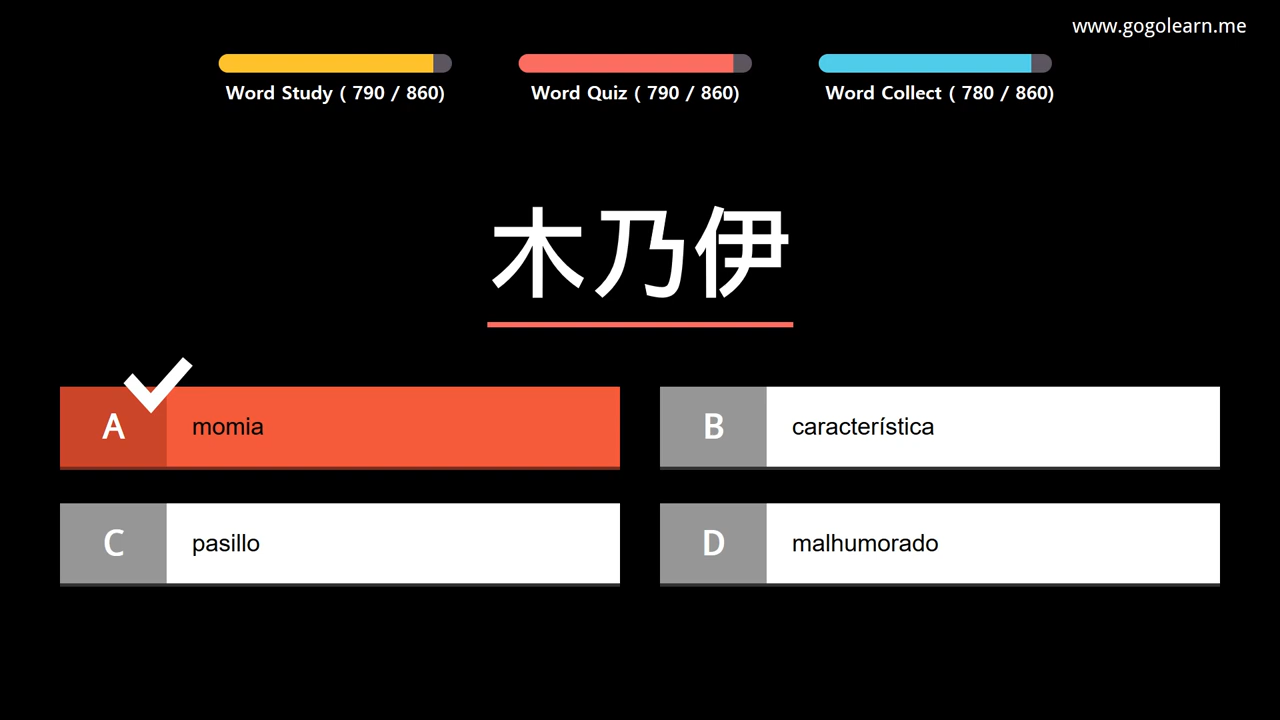 www.gogolearn.me
Word Study ( 790 / 860)
Word Quiz ( 790 / 860)
Word Collect ( 780 / 860)
木乃伊
A momia
B característica
C pasillo
D malhumorado